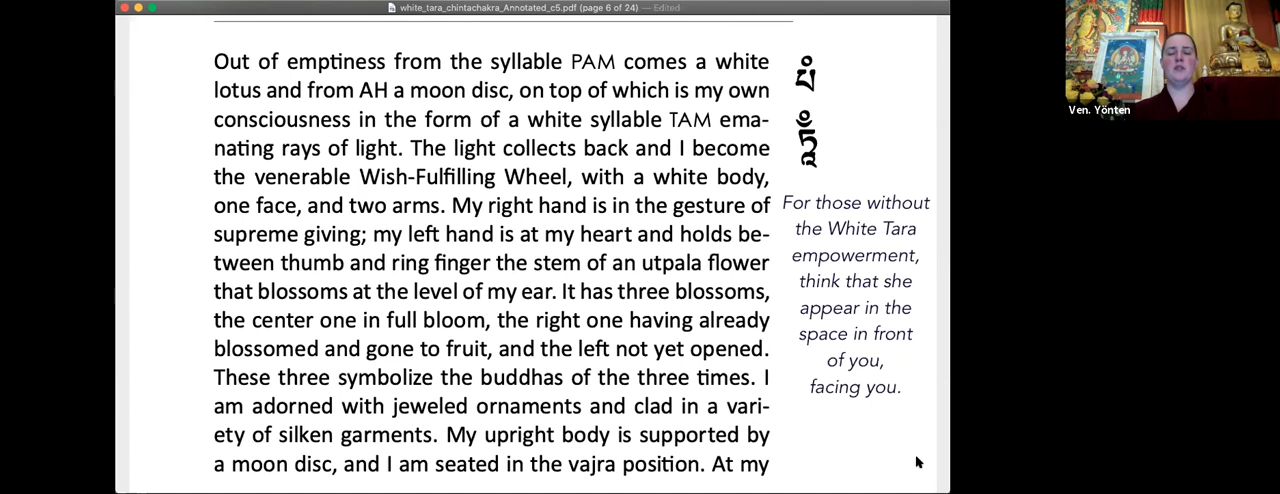 white_tara_chintachakra_Annotated_c5.pdf (page 6 of 24) — Edited
Out of emptiness from the syllable PAM comes a white
lotus and from AH a moon disc, on top of which is my own
consciousness in the form of a white syllable TAM ema-
nating rays of light. The light collects back and I become
the venerable Wish-Fulfilling Wheel, with a white body,
one face, and two arms. My right hand is in the gesture of
supreme giving; my left hand is at my heart and holds be-
tween thumb and ring finger the stem of an utpala flower
that blossoms at the level of my ear. It has three blossoms,
the center one in full bloom, the right one having already
blossomed and gone to fruit, and the left not yet opened.
These three symbolize the buddhas of the three times. I
am adorned with jeweled ornaments and clad in a vari-
ety of silken garments. My upright body is supported by
a moon disc, and I am seated in the vajra position. At my
For those without
the White Tara
empowerment,
think that she
appear in the
space in front
of you,
facing you.
Ven. Yönten